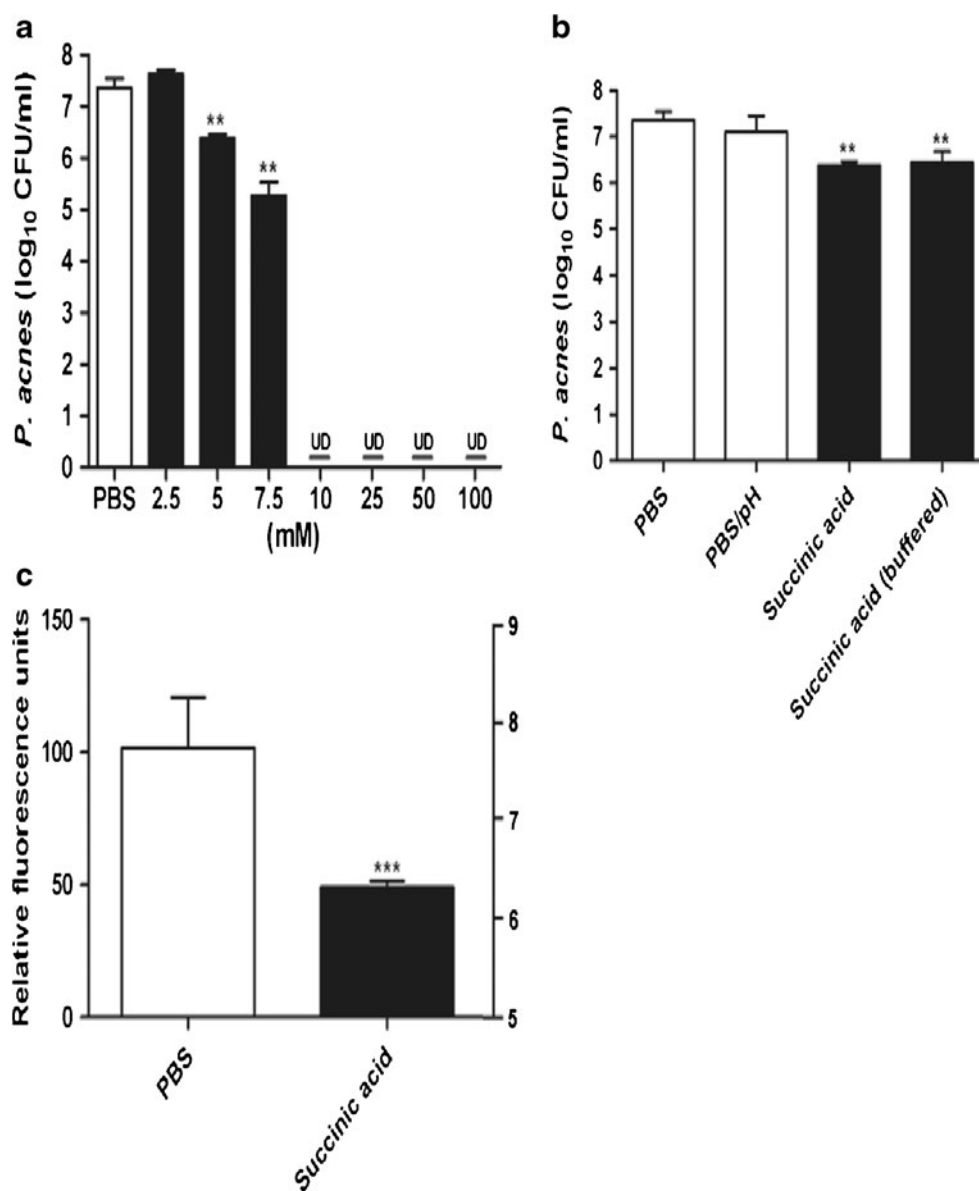 a
P. acnes (log10 CFU/ml)
8
7
6
5
4
3
2
1
0
**
**
UD UD UD UD
PBS 2.5 5 7.5 10 25 50 100
(mM)
b
P. acnes (log10 CFU/ml)
8
7
6
5
4
3
2
1
0
**
**
PBS
PBS/pH
Succinic acid
Succinic acid (buffered)
c
Relative fluorescence units
150
100
50
0
***
9
8
7
6
5
PBS
Succinic acid